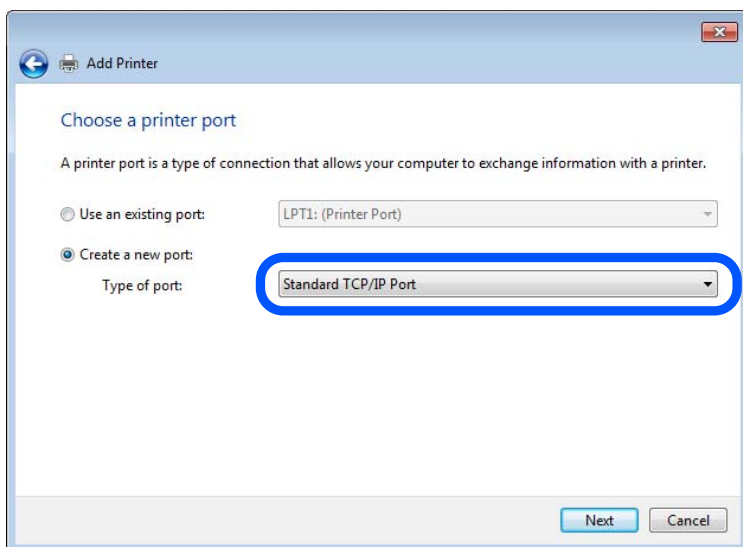 Add Printer
Choose a printer port
A printer port is a type of connection that allows your computer to exchange information with a printer.
Use an existing port: LPT1: (Printer Port)
Create a new port:
Type of port: Standard TCP/IP Port
Next Cancel